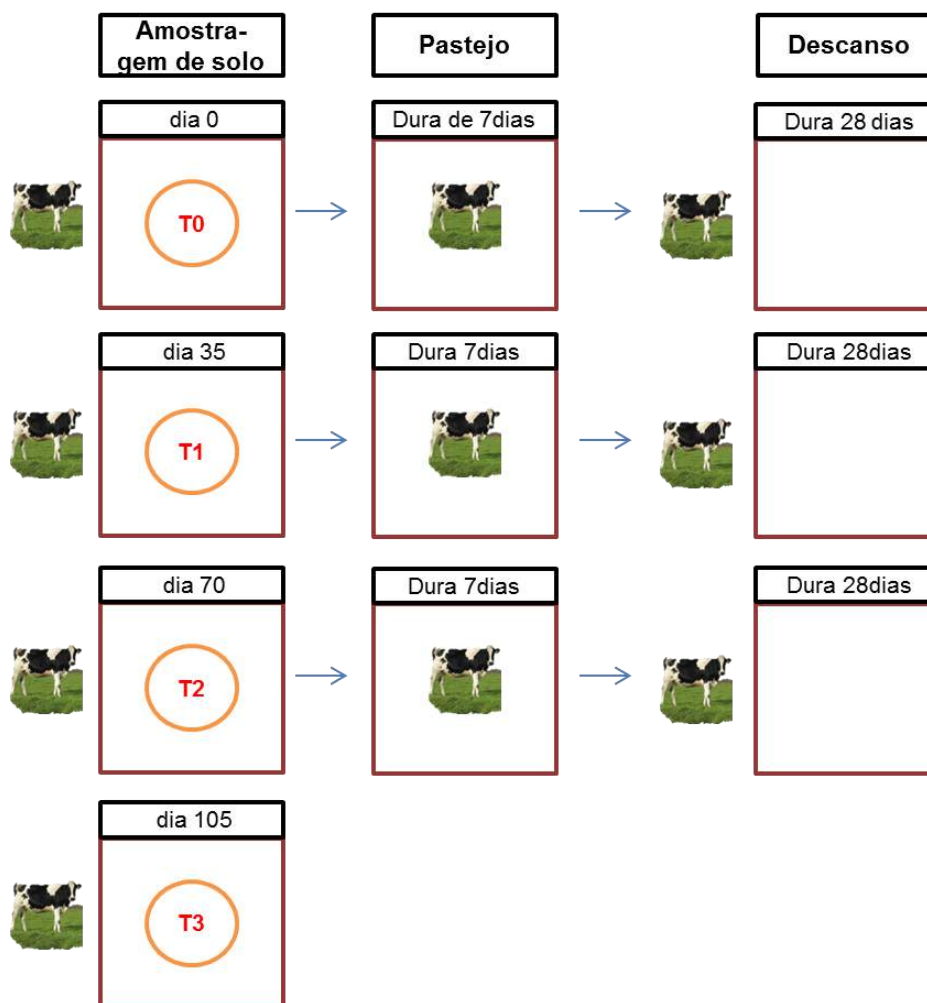 Amostra-
gem de solo
Pastejo
Descanso
dia 0
Dura de 7dias
Dura 28 dias
T0
dia 35
Dura 7dias
Dura 28dias
T1
dia 70
Dura 7dias
Dura 28dias
T2
dia 105
T3